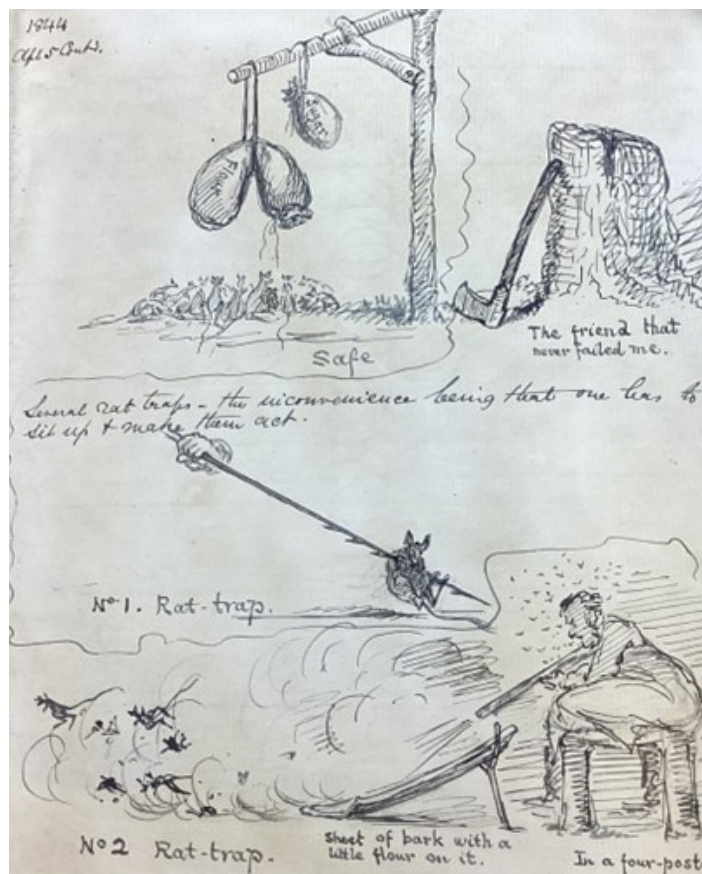 1844
Apl 5 Contd.
Flour
Sugar
Safe
The friend that
never failed me.
Several rat traps - the inconvenience being that one has to
sit up & make them act.
No 1. Rat-trap.
No 2 Rat-trap.
Sheet of bark with a
little flour on it.
In a four-post